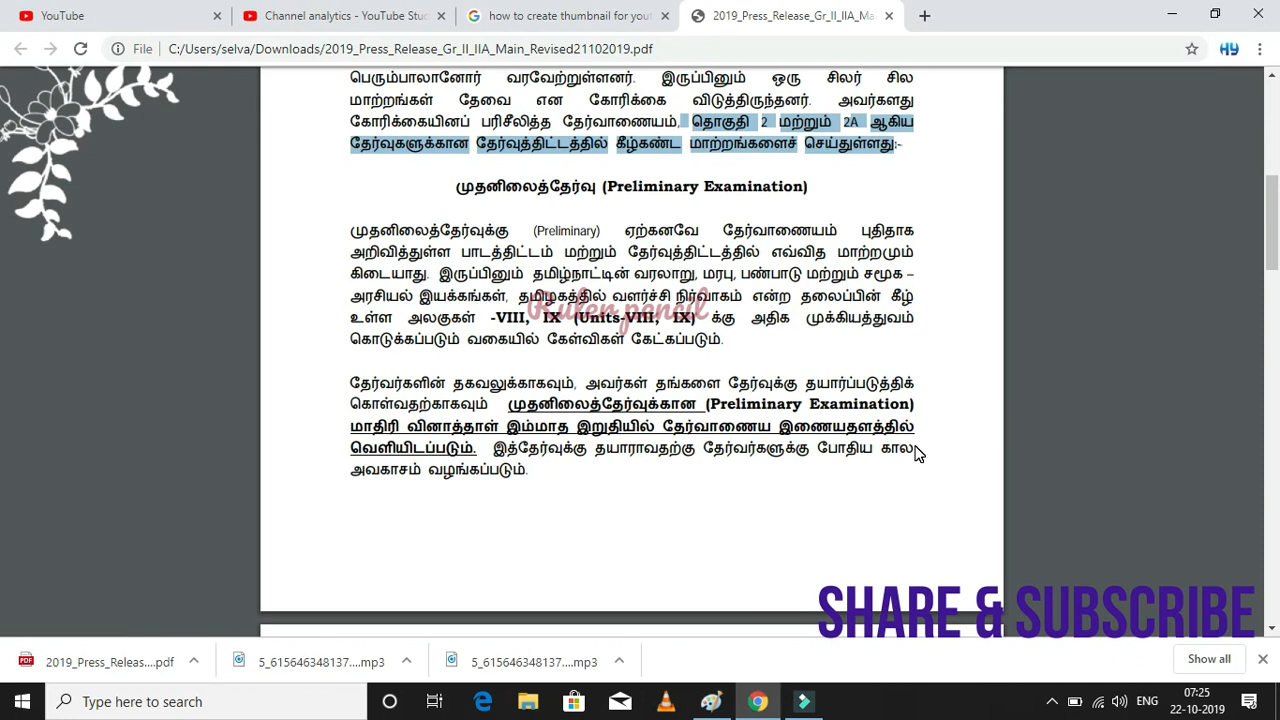 YouTube
Channel analytics - YouTube Stu
how to create thumbnail for yout
2019_Press_Release_Gr_II_IIA_Ma
File
C:/Users/selva/Downloads/2019_Press_Release_Gr_II_IIA_Main_Revised21102019.pdf
பெரும்பாலானோர் வரவேற்றுள்ளனர். இருப்பினும் ஒரு சிலர் சில
மாற்றங்கள் தேவை என கோரிக்கை விடுத்திருந்தனர். அவர்களது
கோரிக்கையினப் பரிசீலித்த தேர்வாணையம், தொகுதி 2 மற்றும் 2A ஆகிய
தேர்வுகளுக்கான தேர்வுத்திட்டத்தில் கீழ்கண்ட மாற்றங்களைச் செய்துள்ளது:-
முதனிலைத்தேர்வு (Preliminary Examination)
முதனிலைத்தேர்வுக்கு (Preliminary) ஏற்கனவே தேர்வாணையம் புதிதாக
அறிவித்துள்ள பாடத்திட்டம் மற்றும் தேர்வுத்திட்டத்தில் எவ்வித மாற்றமும்
கிடையாது. இருப்பினும் தமிழ்நாட்டின் வரலாறு, மரபு, பண்பாடு மற்றும் சமூக –
அரசியல் இயக்கங்கள், தமிழகத்தில் வளர்ச்சி நிர்வாகம் என்ற தலைப்பின் கீழ்
Ruler pencil
உள்ள அலகுகள் -VIII, IX (Units-VIII, IX) க்கு அதிக முக்கியத்துவம்
கொடுக்கப்படும் வகையில் கேள்விகள் கேட்கப்படும்.
தேர்வர்களின் தகவலுக்காகவும், அவர்கள் தங்களை தேர்வுக்கு தயார்ப்படுத்திக்
கொள்வதற்காகவும் முதனிலைத்தேர்வுக்கான (Preliminary Examination)
மாதிரி வினாத்தாள் இம்மாத இறுதியில் தேர்வாணைய இணையதளத்தில்
வெளியிடப்படும். இத்தேர்வுக்கு தயாராவதற்கு தேர்வர்களுக்கு போதிய கால
அவகாசம் வழங்கப்படும்.
SHARE & SUBSCRIBE
2019_Press_Releas....pdf
5_615646348137....mp3
5_615646348137....mp3
Show all
Type here to search
ENG
07:25
22-10-2019